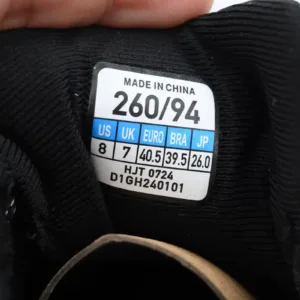 MADE IN CHINA
260/94
US UK EURO BRA JP
8 7 40.5 39.5 26.0
HJT 0724
D1GH240101